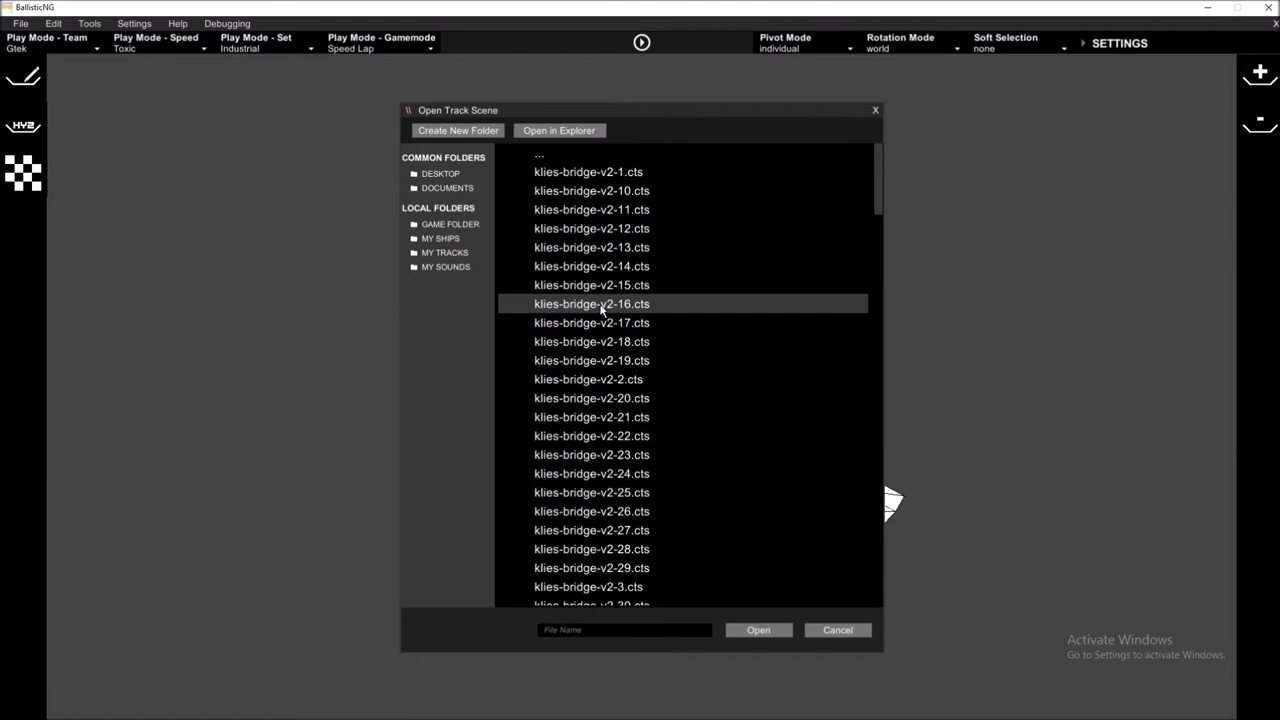 BallisticNG
File Edit Tools Settings Help Debugging X
Play Mode - Team Play Mode - Speed Play Mode - Set Play Mode - Gamemode Pivot Mode Rotation Mode Soft Selection SETTINGS
Gtek Toxic Industrial Speed Lap individual world none
HYZ
\\ Open Track Scene X
Create New Folder Open in Explorer
COMMON FOLDERS
DESKTOP
DOCUMENTS
LOCAL FOLDERS
GAME FOLDER
MY SHIPS
MY TRACKS
MY SOUNDS
...
klies-bridge-v2-1.cts
klies-bridge-v2-10.cts
klies-bridge-v2-11.cts
klies-bridge-v2-12.cts
klies-bridge-v2-13.cts
klies-bridge-v2-14.cts
klies-bridge-v2-15.cts
klies-bridge-v2-16.cts
klies-bridge-v2-17.cts
klies-bridge-v2-18.cts
klies-bridge-v2-19.cts
klies-bridge-v2-2.cts
klies-bridge-v2-20.cts
klies-bridge-v2-21.cts
klies-bridge-v2-22.cts
klies-bridge-v2-23.cts
klies-bridge-v2-24.cts
klies-bridge-v2-25.cts
klies-bridge-v2-26.cts
klies-bridge-v2-27.cts
klies-bridge-v2-28.cts
klies-bridge-v2-29.cts
klies-bridge-v2-3.cts
klies-bridge-v2-30.cts
File Name Open Cancel
Activate Windows
Go to Settings to activate Windows.